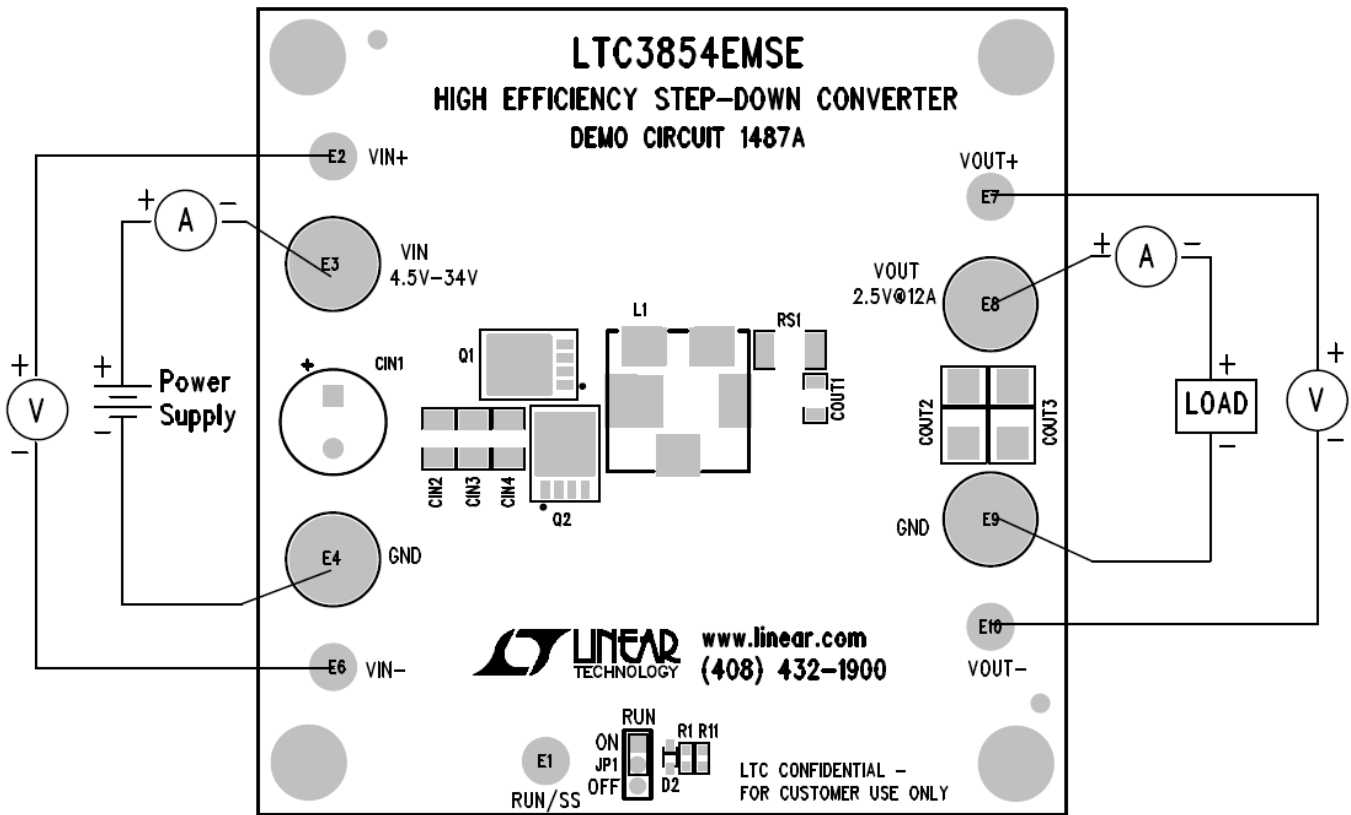 LTC3854EMSE
HIGH EFFICIENCY STEP-DOWN CONVERTER
DEMO CIRCUIT 1487A
E2 VIN+
VOUT+
E7
+ A -
E3
VIN
4.5V-34V
VOUT
2.5V@12A
E8
+ A -
L1
RS1
Q1
+ CIN1
COUT1
+
V
-
+
-
Power
Supply
COUT2
COUT3
+
LOAD
-
+
V
-
CIN2
CIN3
CIN4
Q2
E4 GND
GND
E9
LINEAR
TECHNOLOGY
www.linear.com
(408) 432-1900
E6 VIN-
E10
VOUT-
RUN
ON
JP1
OFF
E1
RUN/SS
R1 R11
D2
LTC CONFIDENTIAL -
FOR CUSTOMER USE ONLY